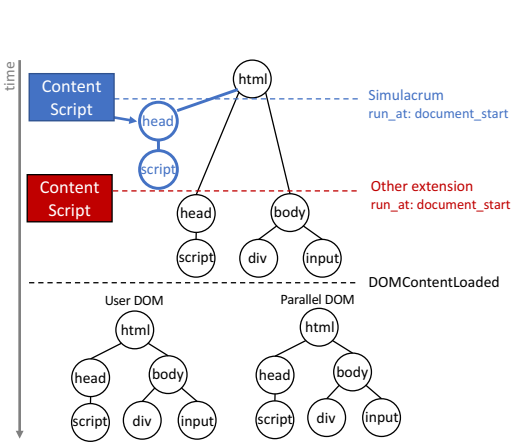 time
Content
Script
html
Simulacrum
run_at: document_start
head
script
Content
Script
Other extension
run_at: document_start
head
body
script
div
input
DOMContentLoaded
User DOM
Parallel DOM
html
html
head
body
head
body
script
div
input
script
div
input